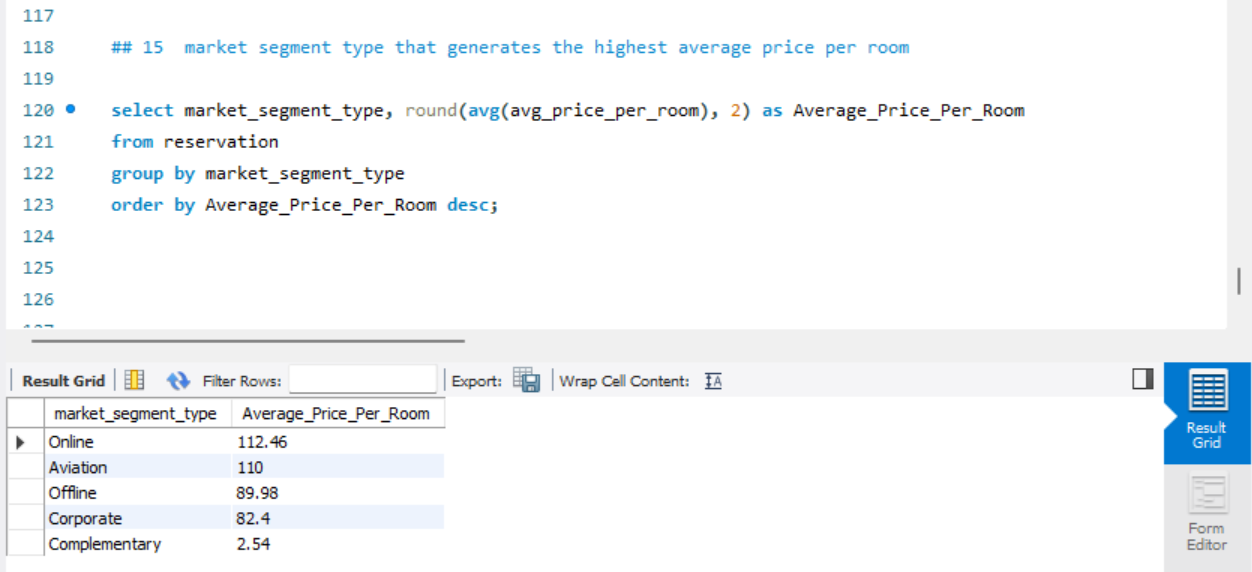 117
118 ## 15 market segment type that generates the highest average price per room
119
120 select market_segment_type, round(avg(avg_price_per_room), 2) as Average_Price_Per_Room
121 from reservation
122 group by market_segment_type
123 order by Average_Price_Per_Room desc;
124
125
126
Result Grid Filter Rows: Export: Wrap Cell Content: IA
market_segment_type Average_Price_Per_Room
Online 112.46
Aviation 110
Offline 89.98
Corporate 82.4
Complementary 2.54
Result
Grid
Form
Editor